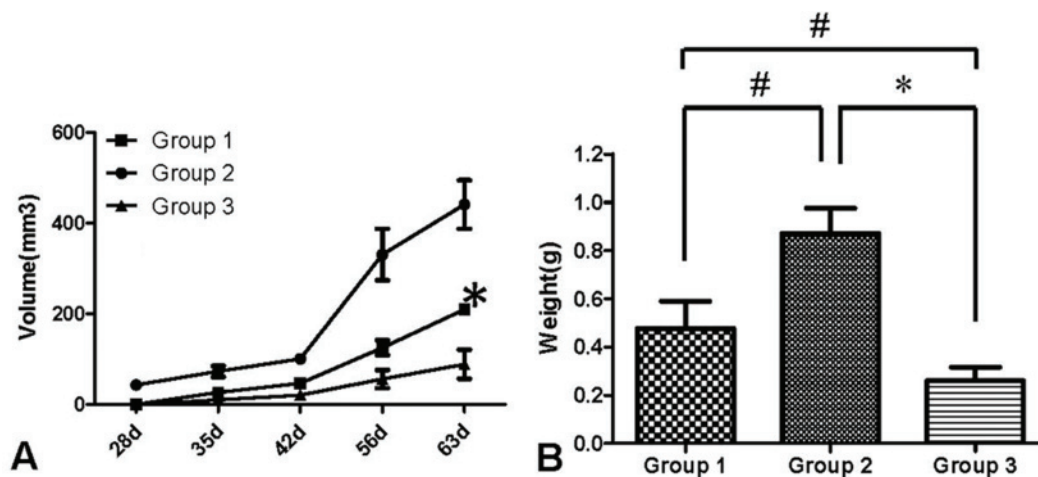 600
400
200
0
Volume(mm3)
Group 1
Group 2
Group 3
*
28d
35d
42d
56d
63d
A
#
#
*
1.2
1.0
0.8
0.6
0.4
0.2
0.0
Weight(g)
Group 1
Group 2
Group 3
B